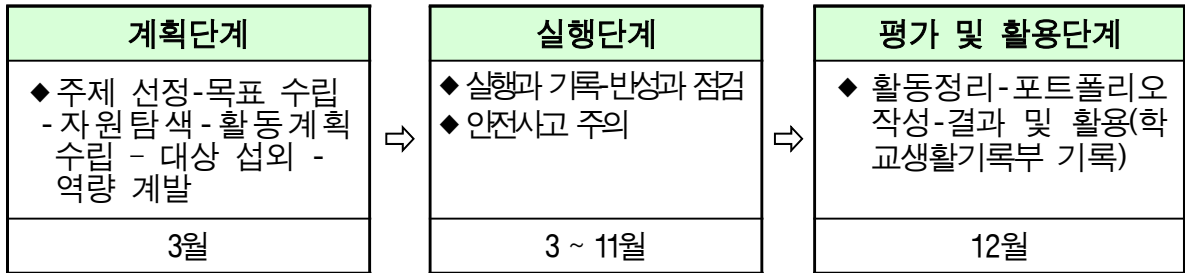 계획단계
◆ 주제 선정-목표 수립
-자원탐색-활동계획
수립 – 대상 섭외 -
역량 계발
3월
⇨
실행단계
◆ 실행과 기록-반성과 점검
◆ 안전사고 주의
3 ~ 11월
⇨
평가 및 활용단계
◆ 활동정리-포트폴리오
작성-결과 및 활용(학
교생활기록부 기록)
12월